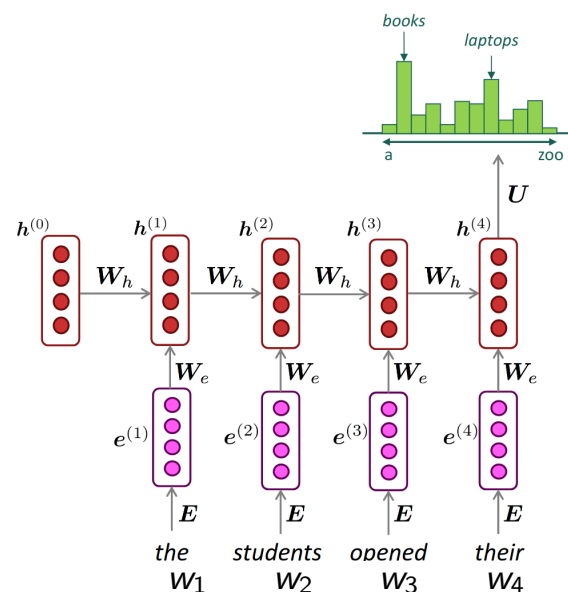 books
laptops
a zoo
U
h(0) h(1) h(2) h(3) h(4)
Wh Wh Wh Wh
We We We We
e(1) e(2) e(3) e(4)
E E E E
the students opened their
w1 w2 w3 w4